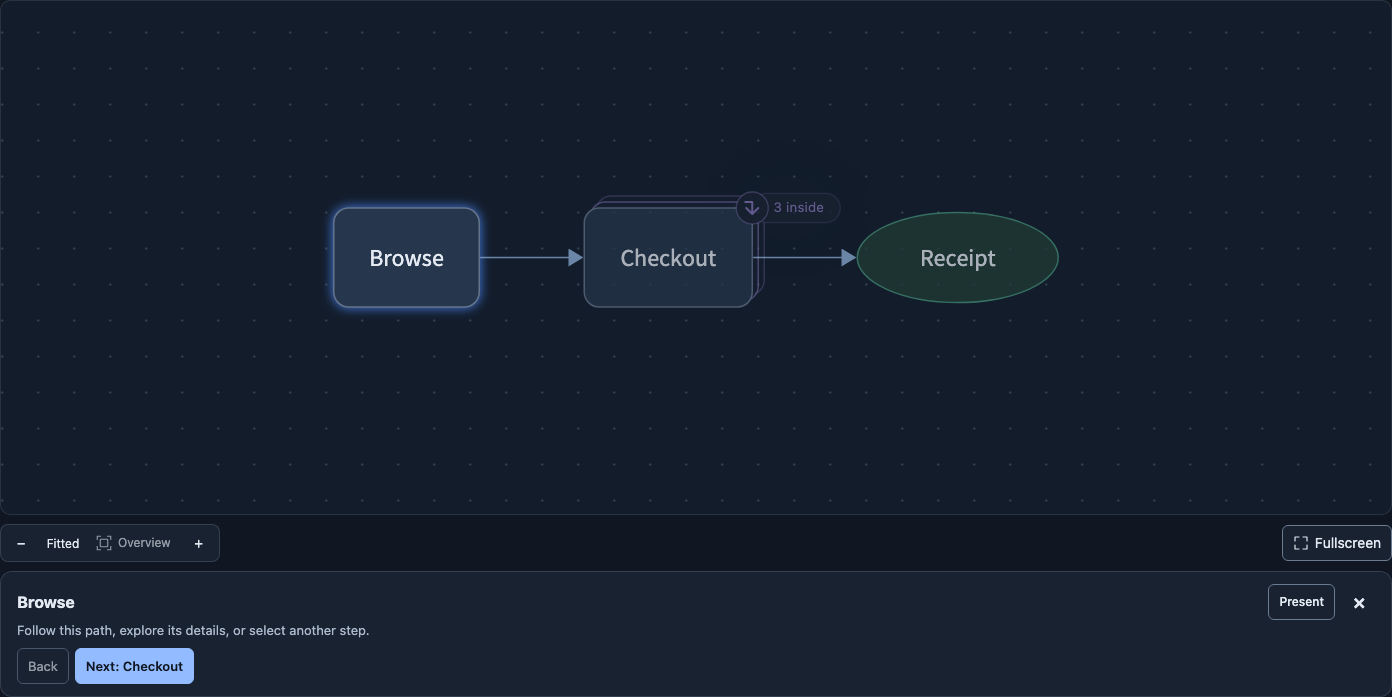 Browse
Checkout
3 inside
Receipt
− Fitted Overview +
Fullscreen
Browse
Present ×
Follow this path, explore its details, or select another step.
Back
Next: Checkout